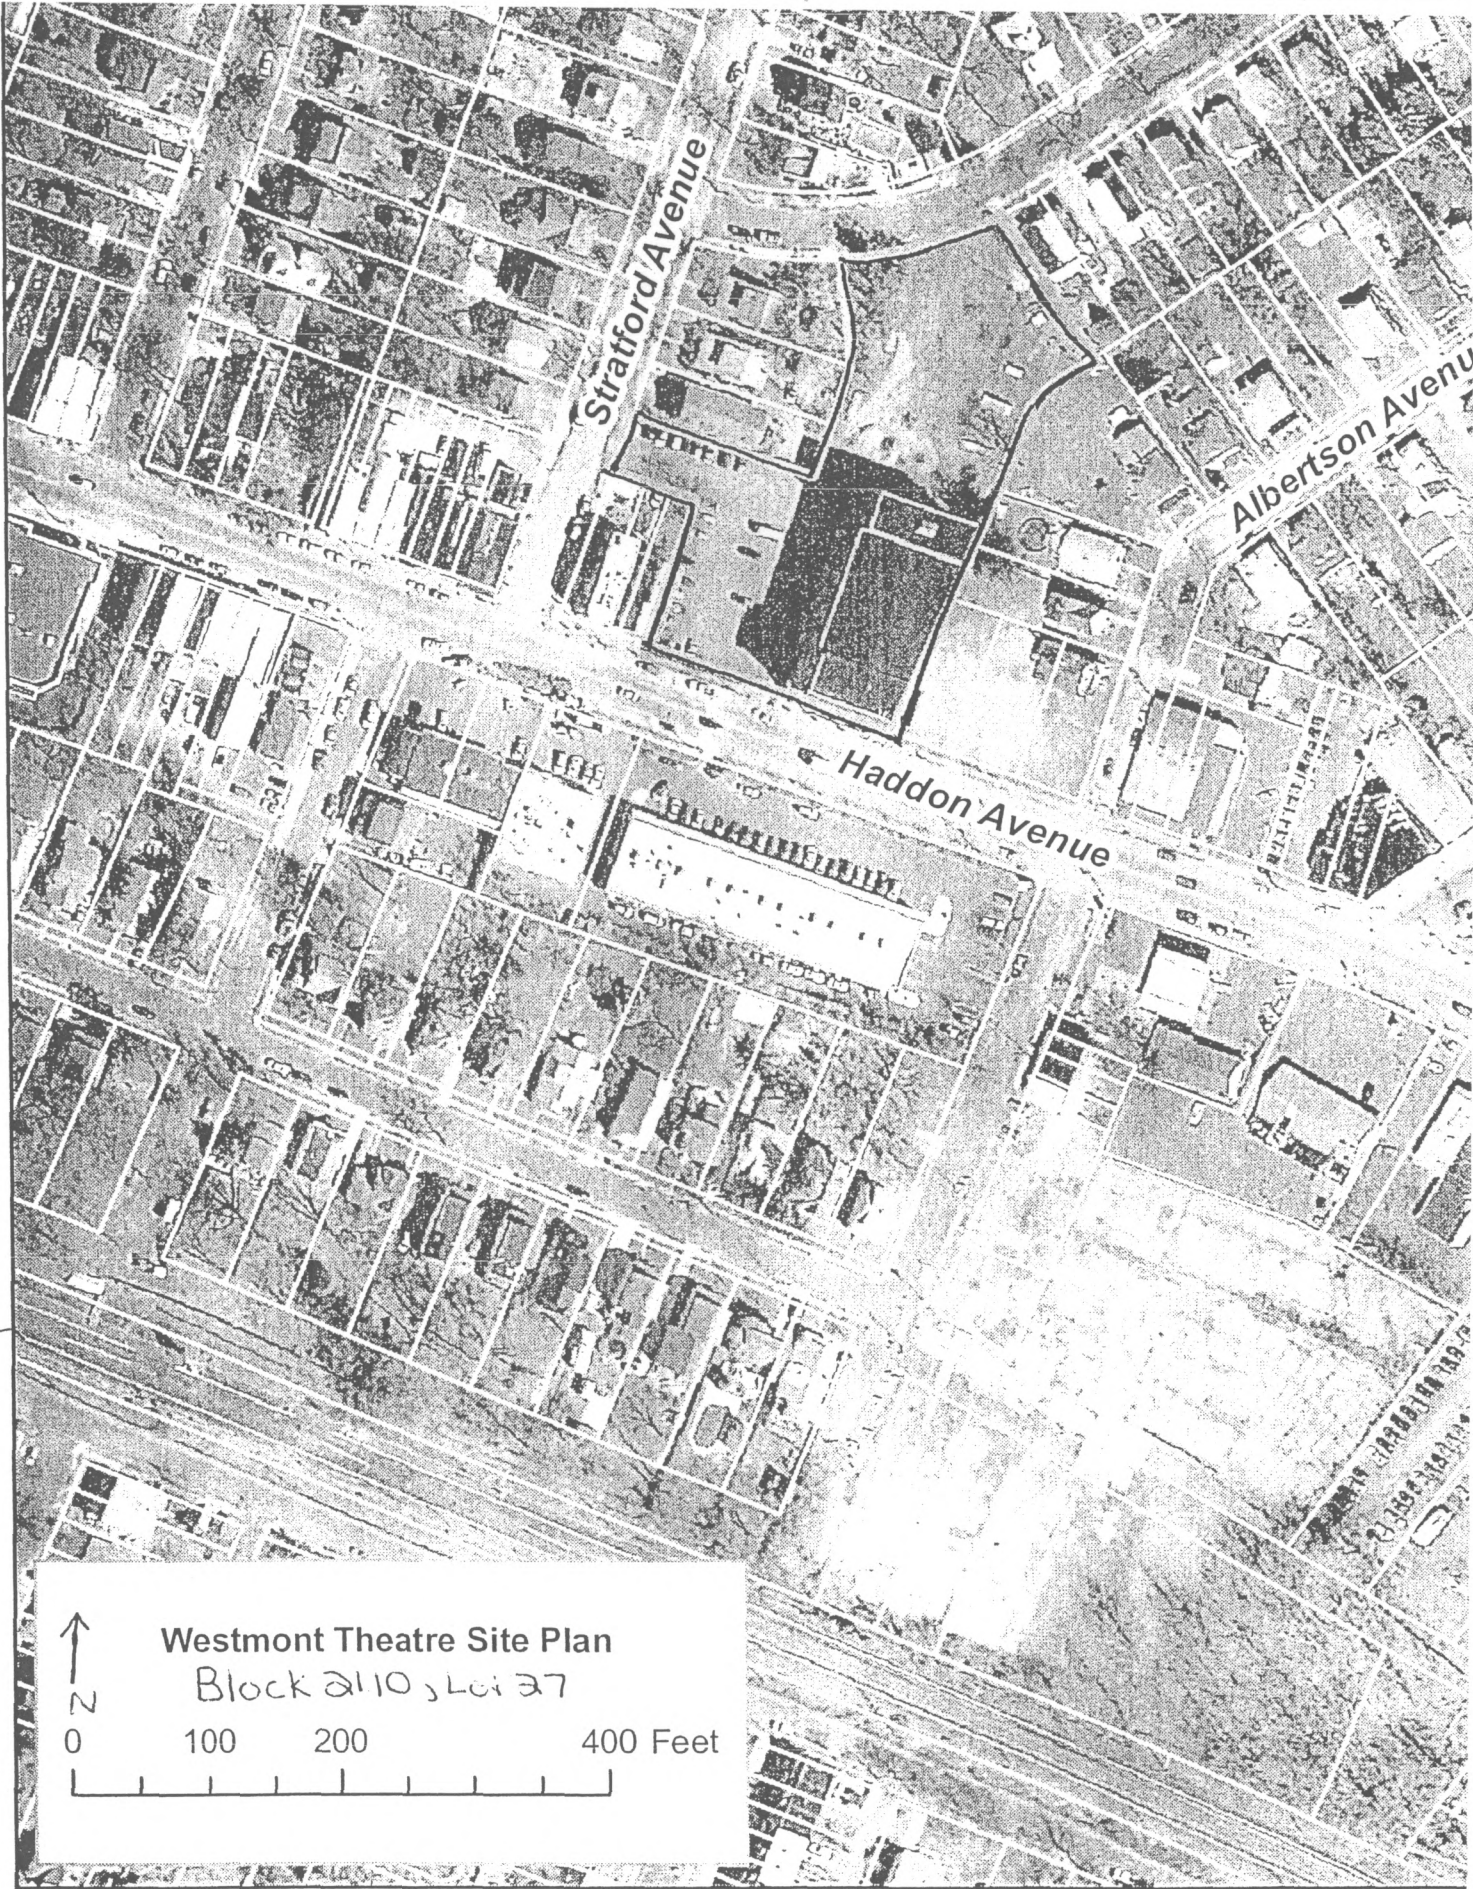 Stratford Avenue
Albertson Avenu
Haddon Avenue
Westmont Theatre Site Plan
Block 2110, Lot 27
N
0 100 200 400 Feet